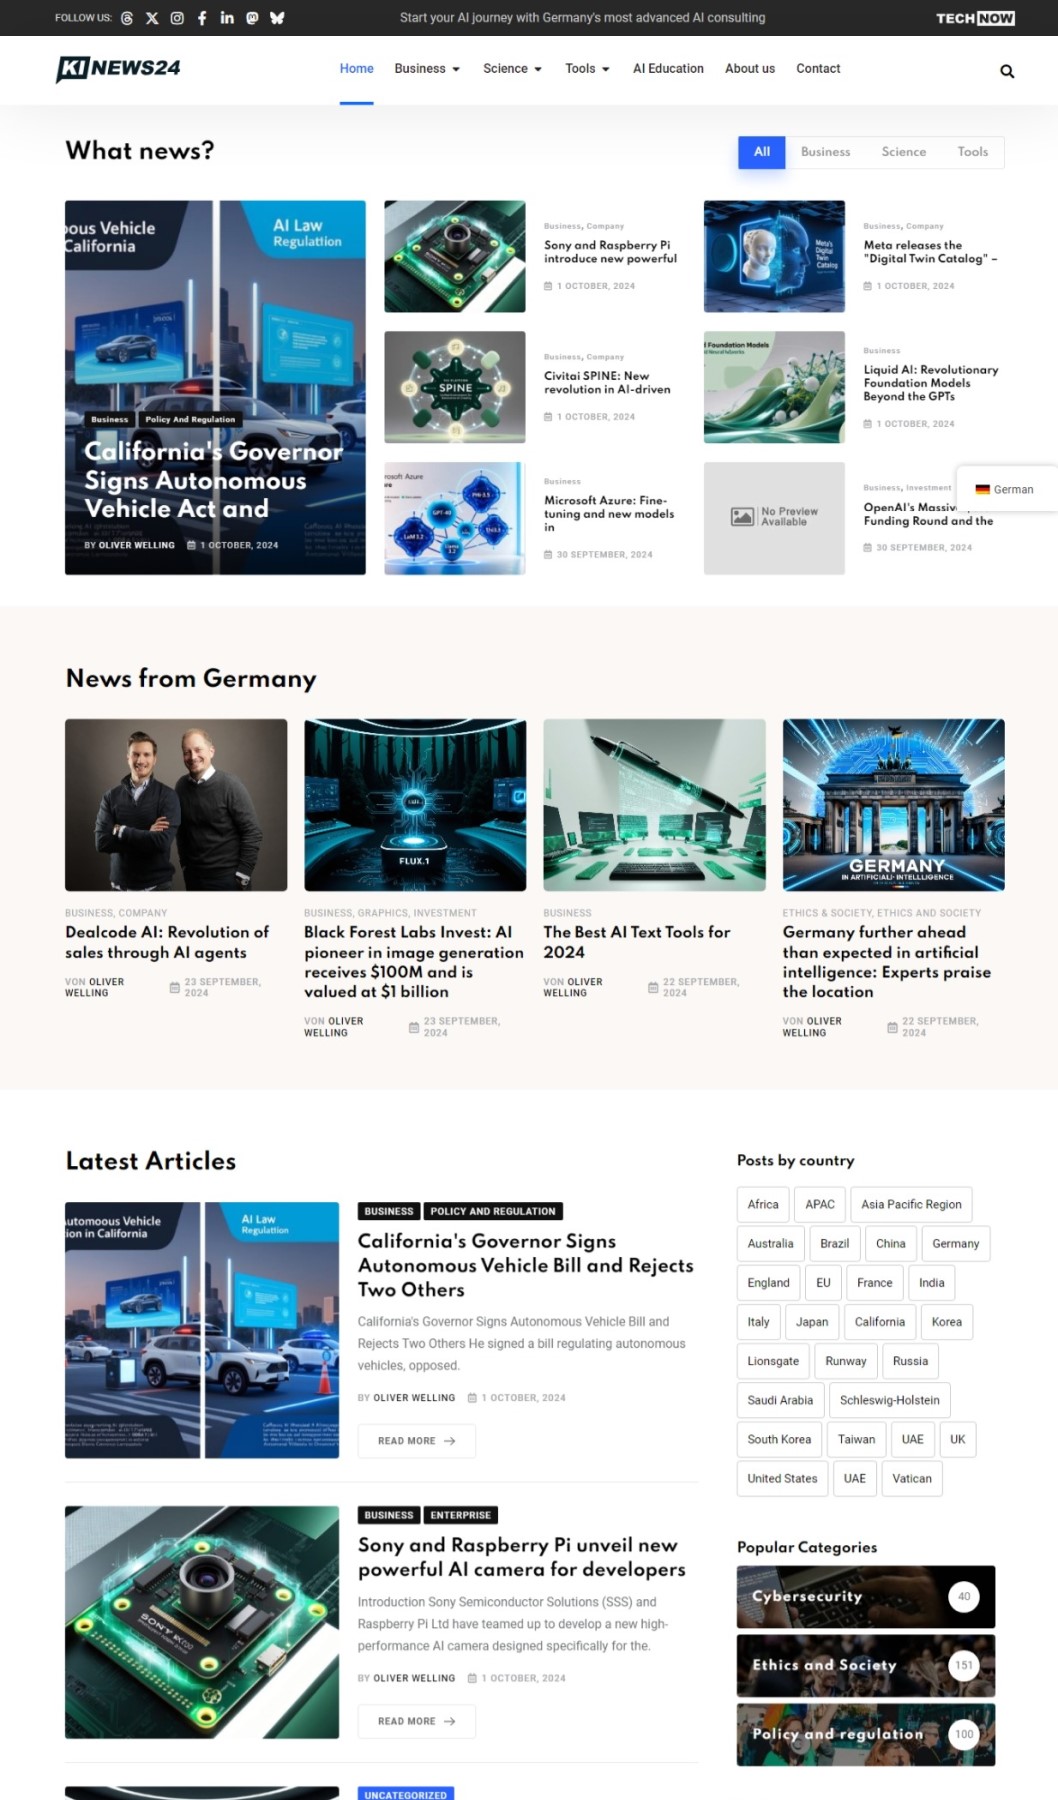 FOLLOW US:
Start your AI journey with Germany's most advanced AI consulting
TECH NOW
KI NEWS24
Home
Business
Science
Tools
AI Education
About us
Contact
What news?
All
Business
Science
Tools
ous Vehicle
California
AI Law
Regulation
Business
Policy And Regulation
California's Governor
Signs Autonomous
Vehicle Act and
BY OLIVER WELLING
1 OCTOBER, 2024
Business, Company
Sony and Raspberry Pi
introduce new powerful
1 OCTOBER, 2024
SPINE
Business, Company
Civitai SPINE: New
revolution in AI-driven
1 OCTOBER, 2024
rosoft Azure
Business
Microsoft Azure: Fine-
tuning and new models
in
30 SEPTEMBER, 2024
Meta's
Digital
Twin
Catalog
Business, Company
Meta releases the
"Digital Twin Catalog" –
1 OCTOBER, 2024
Foundation Models
Business
Liquid AI: Revolutionary
Foundation Models
Beyond the GPTs
1 OCTOBER, 2024
No Preview
Available
Business, Investment
OpenAI's Massiv
Funding Round and the
30 SEPTEMBER, 2024
German
News from Germany
BUSINESS, COMPANY
Dealcode AI: Revolution of
sales through AI agents
VON OLIVER
WELLING
23 SEPTEMBER,
2024
FLUX.1
BUSINESS, GRAPHICS, INVESTMENT
Black Forest Labs Invest: AI
pioneer in image generation
receives $100M and is
valued at $1 billion
VON OLIVER
WELLING
23 SEPTEMBER,
2024
BUSINESS
The Best AI Text Tools for
2024
VON OLIVER
WELLING
22 SEPTEMBER,
2024
GERMANY
ETHICS & SOCIETY, ETHICS AND SOCIETY
Germany further ahead
than expected in artificial
intelligence: Experts praise
the location
VON OLIVER
WELLING
22 SEPTEMBER,
2024
Latest Articles
utomoous Vehicle
ion in California
AI Law
Regulation
BUSINESS
POLICY AND REGULATION
California's Governor Signs
Autonomous Vehicle Bill and Rejects
Two Others
California's Governor Signs Autonomous Vehicle Bill and
Rejects Two Others He signed a bill regulating autonomous
vehicles, opposed.
BY OLIVER WELLING
1 OCTOBER, 2024
READ MORE
SONY
BUSINESS
ENTERPRISE
Sony and Raspberry Pi unveil new
powerful AI camera for developers
Introduction Sony Semiconductor Solutions (SSS) and
Raspberry Pi Ltd have teamed up to develop a new high-
performance AI camera designed specifically for the.
BY OLIVER WELLING
1 OCTOBER, 2024
READ MORE
UNCATEGORIZED
Posts by country
Africa
APAC
Asia Pacific Region
Australia
Brazil
China
Germany
England
EU
France
India
Italy
Japan
California
Korea
Lionsgate
Runway
Russia
Saudi Arabia
Schleswig-Holstein
South Korea
Taiwan
UAE
UK
United States
UAE
Vatican
Popular Categories
Cybersecurity
40
Ethics and Society
151
Policy and regulation
100